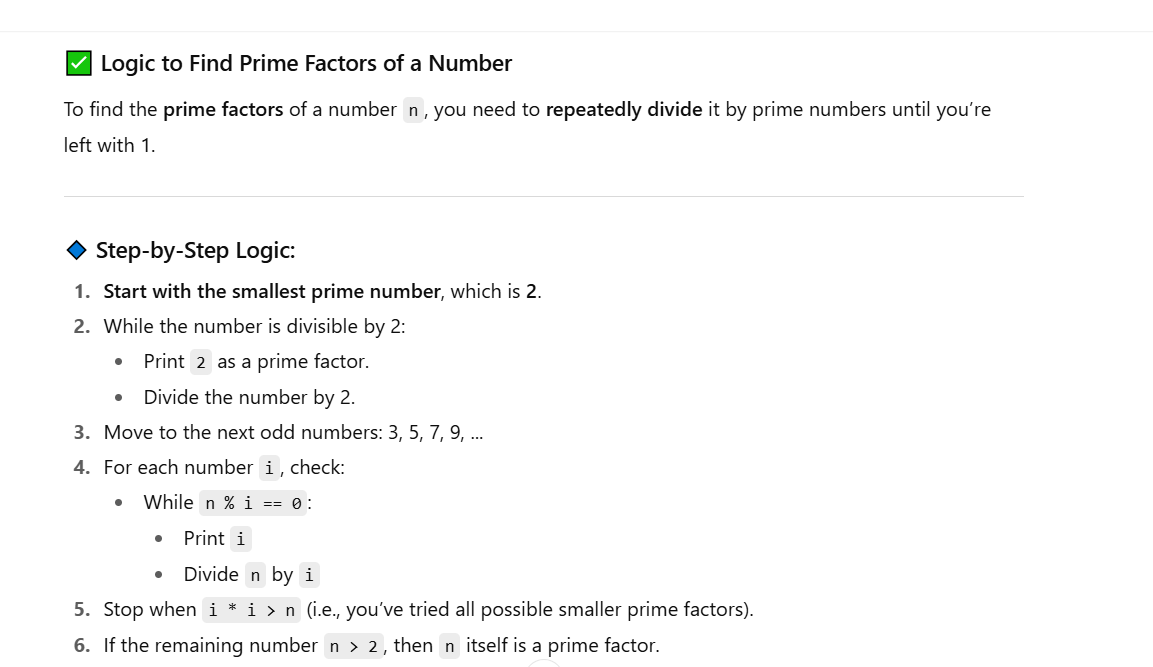 ✅ Logic to Find Prime Factors of a Number
To find the prime factors of a number n, you need to repeatedly divide it by prime numbers until you’re
left with 1.
Step-by-Step Logic:
1. Start with the smallest prime number, which is 2.
2. While the number is divisible by 2:
• Print 2 as a prime factor.
• Divide the number by 2.
3. Move to the next odd numbers: 3, 5, 7, 9, ...
4. For each number i, check:
• While n % i == 0:
• Print i
• Divide n by i
5. Stop when i * i > n (i.e., you’ve tried all possible smaller prime factors).
6. If the remaining number n > 2, then n itself is a prime factor.